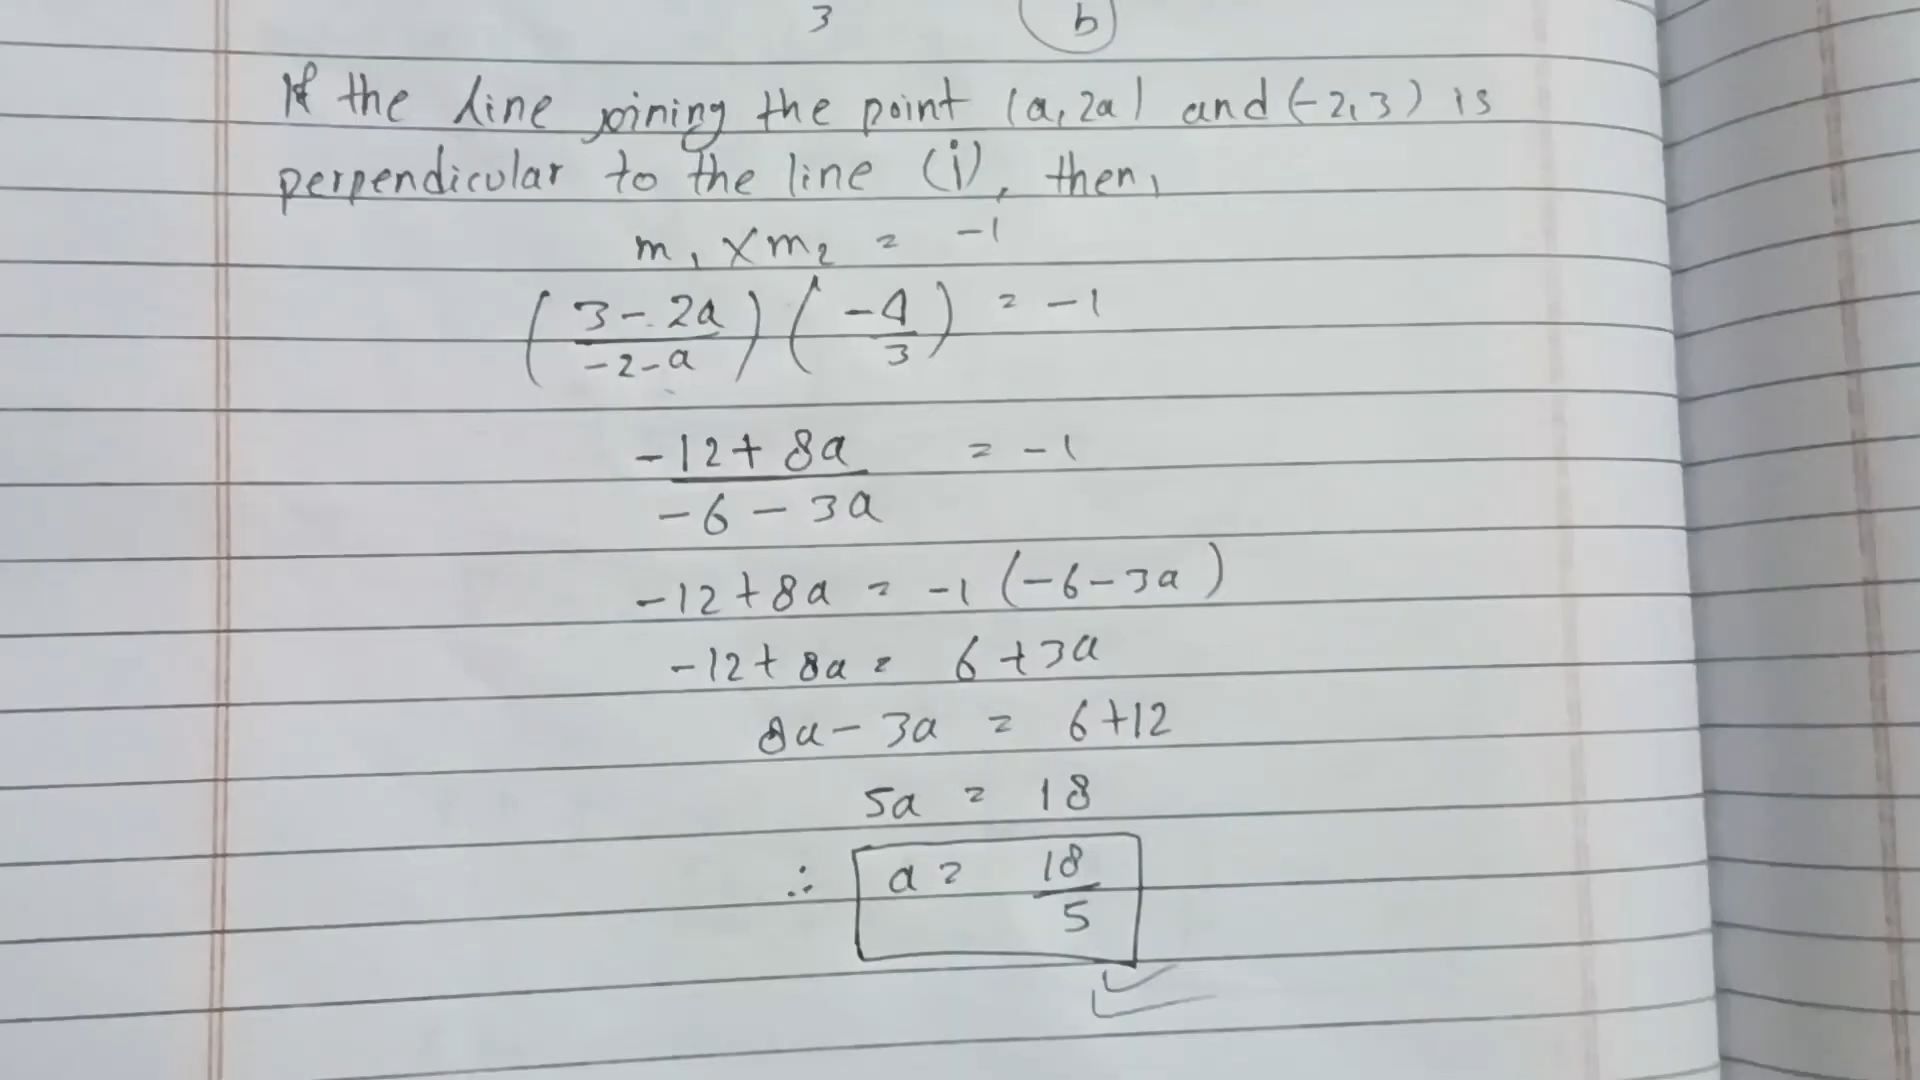 3 b
If the line joining the point (a, 2a) and (-2,3) is
perpendicular to the line (i), then,
m₁ × m₂ = -1
(3 - 2a / -2 - a) (-4 / 3) = -1
-12 + 8a / -6 - 3a = -1
-12 + 8a = -1 (-6 - 3a)
-12 + 8a = 6 + 3a
8a - 3a = 6 + 12
5a = 18
∴ a = 18 / 5